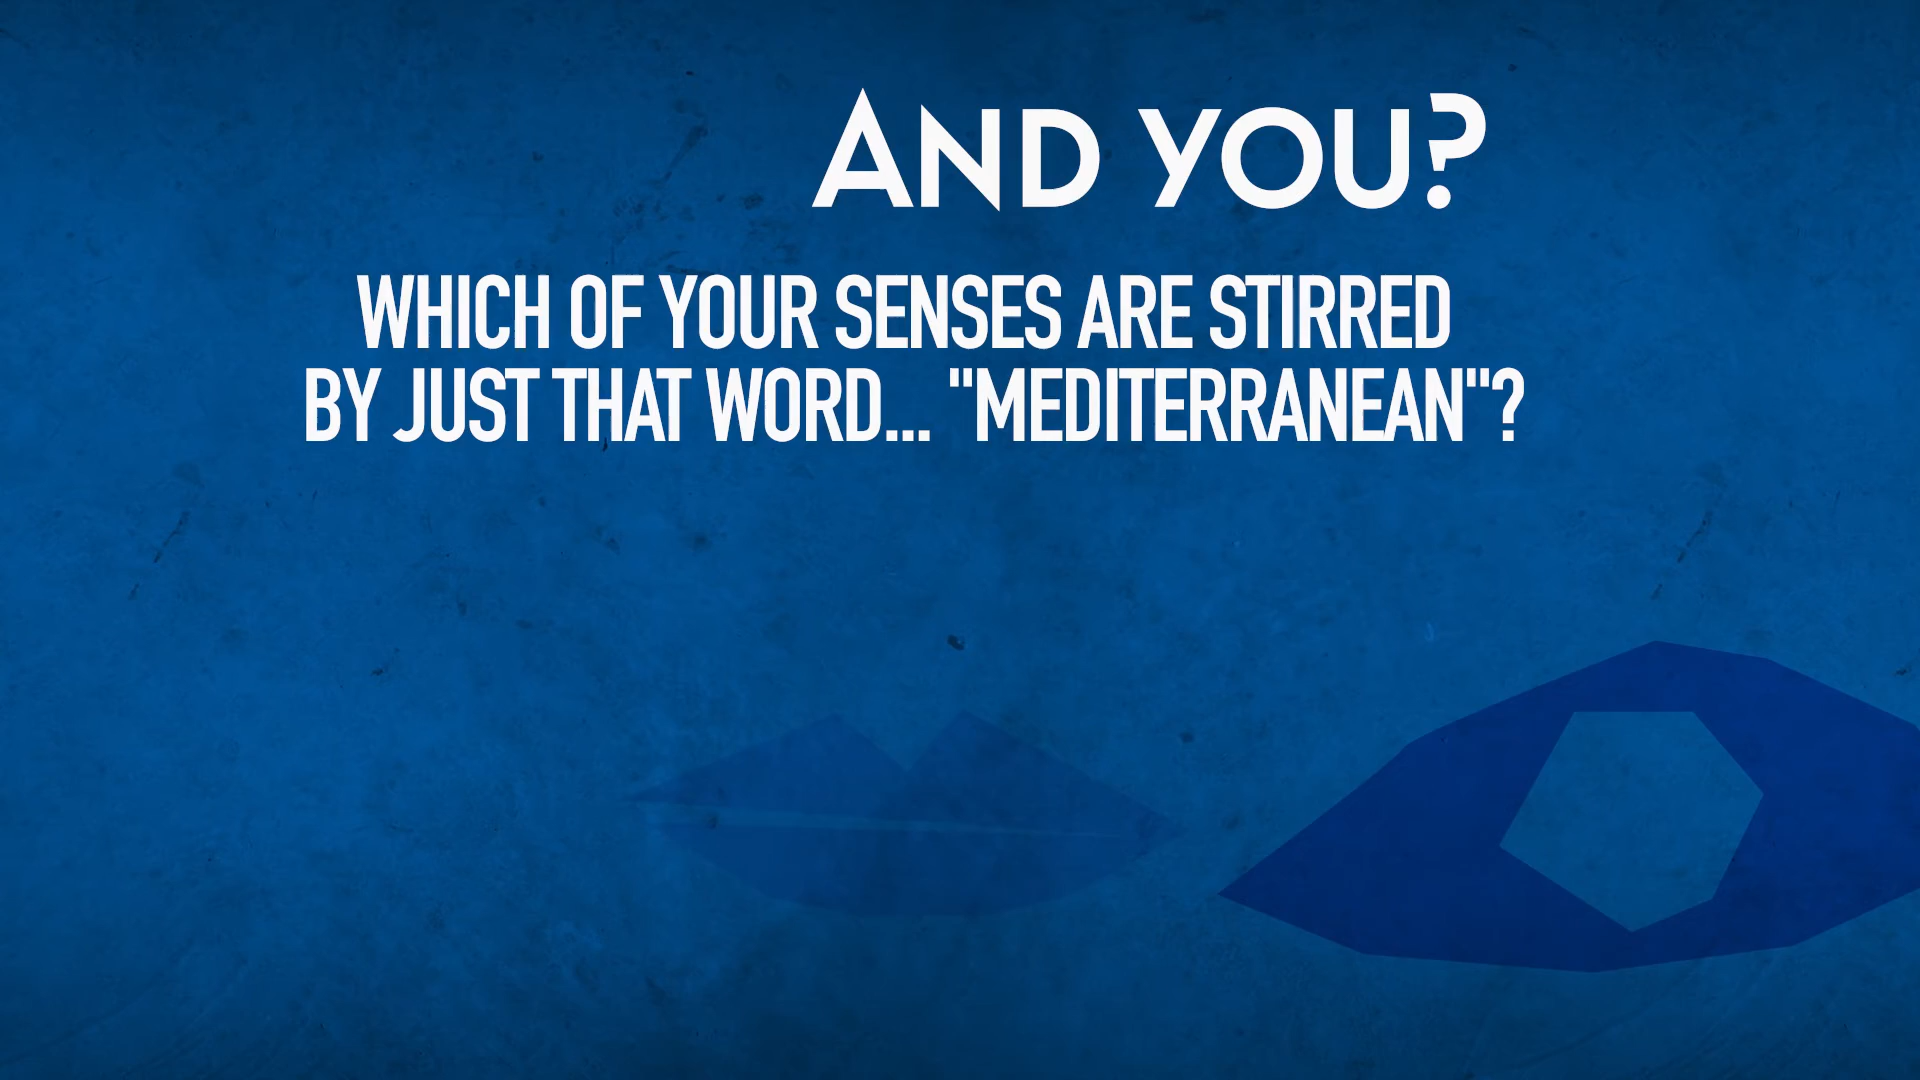 AND YOU?
WHICH OF YOUR SENSES ARE STIRRED
BY JUST THAT WORD... "MEDITERRANEAN"?